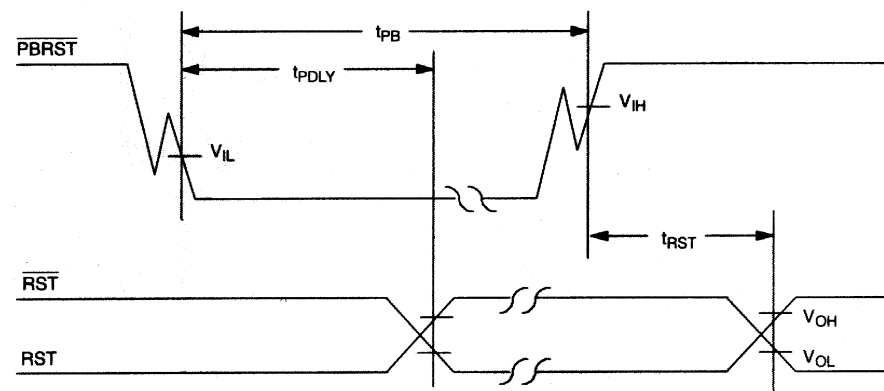 tPB
PBRST
tPDLY
VIH
VIL
tRST
RST
VOH
RST
VOL